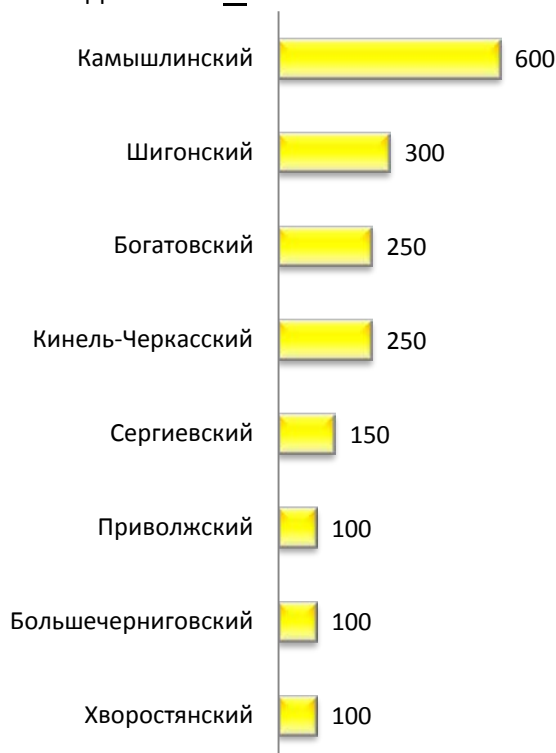 Камышлинский 600
Шигонский 300
Богатовский 250
Кинель-Черкасский 250
Сергиевский 150
Приволжский 100
Большечерниговский 100
Хворостянский 100